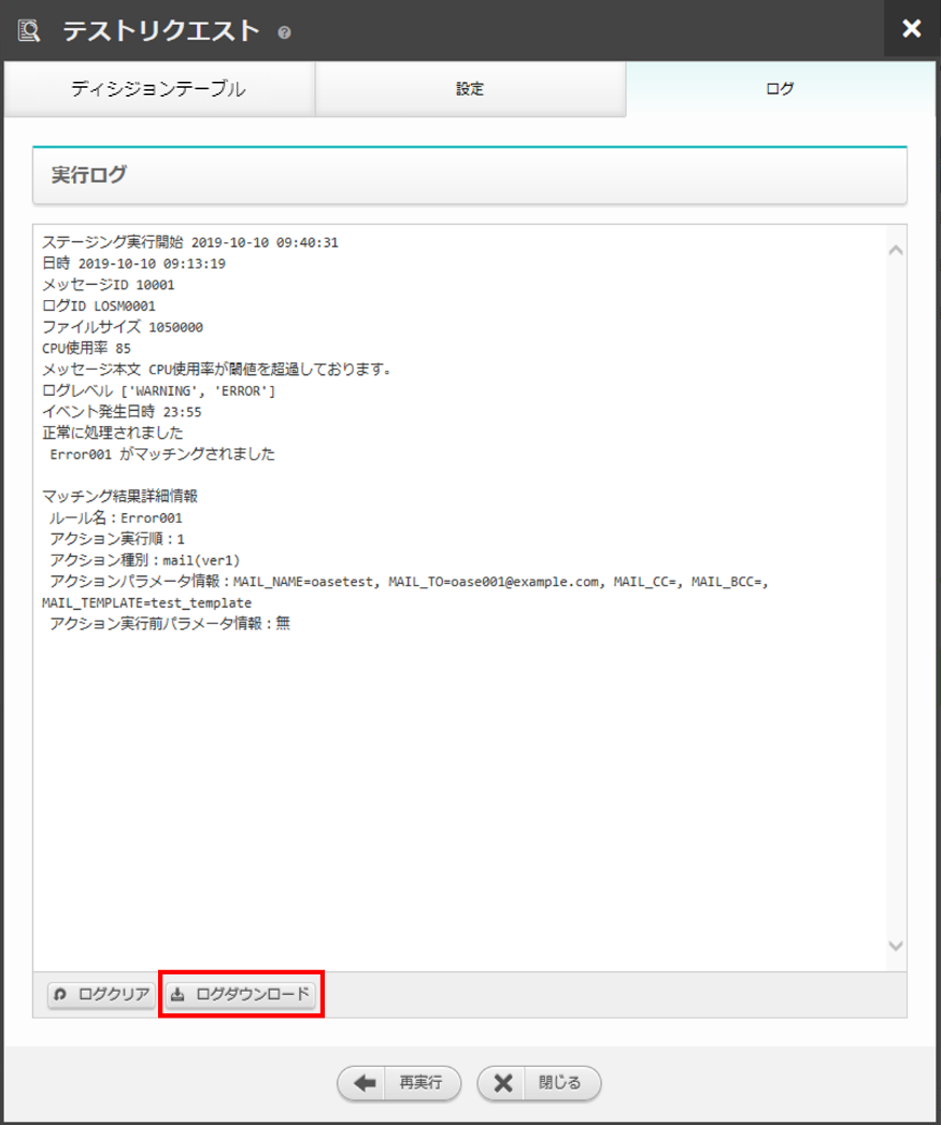 テストリクエスト
ディシジョンテーブル 設定 ログ
実行ログ
ステージング実行開始 2019-10-10 09:40:31
日時 2019-10-10 09:13:19
メッセージID 10001
ログID LOSM0001
ファイルサイズ 1050000
CPU使用率 85
メッセージ本文 CPU使用率が閾値を超過しております。
ログレベル ['WARNING', 'ERROR']
イベント発生日時 23:55
正常に処理されました
Error001 がマッチングされました
マッチング結果詳細情報
ルール名：Error001
アクション実行順：1
アクション種別：mail(ver1)
アクションパラメータ情報：MAIL_NAME=oasetest, MAIL_TO=oase001@example.com, MAIL_CC=, MAIL_BCC=,
MAIL_TEMPLATE=test_template
アクション実行前パラメータ情報：無
ログクリア ログダウンロード
再実行 閉じる